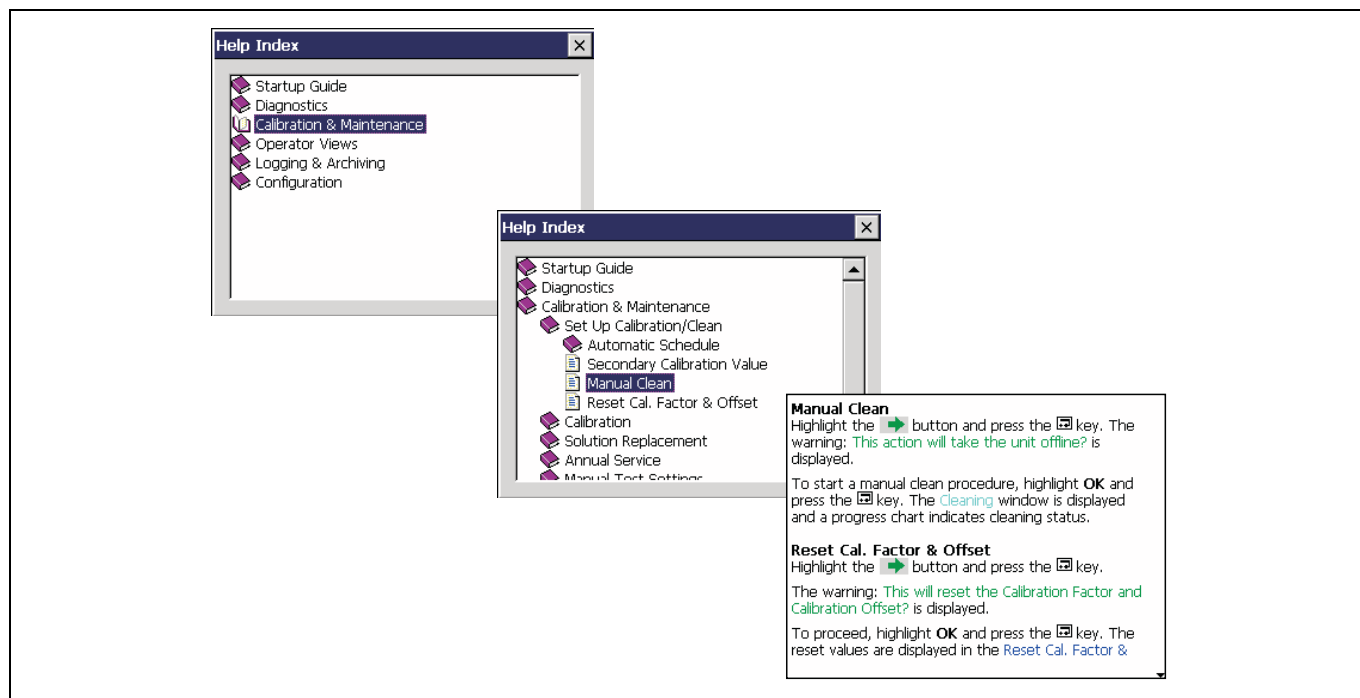 Help Index
Startup Guide
Diagnostics
Calibration & Maintenance
Operator Views
Logging & Archiving
Configuration
Help Index
Startup Guide
Diagnostics
Calibration & Maintenance
Set Up Calibration/Clean
Automatic Schedule
Secondary Calibration Value
Manual Clean
Reset Cal. Factor & Offset
Calibration
Solution Replacement
Annual Service
Manual Test Settings
Manual Clean
Highlight the button and press the key. The
warning: This action will take the unit offline? is
displayed.
To start a manual clean procedure, highlight OK and
press the key. The Cleaning window is displayed
and a progress chart indicates cleaning status.
Reset Cal. Factor & Offset
Highlight the button and press the key.
The warning: This will reset the Calibration Factor and
Calibration Offset? is displayed.
To proceed, highlight OK and press the key. The
reset values are displayed in the Reset Cal. Factor &